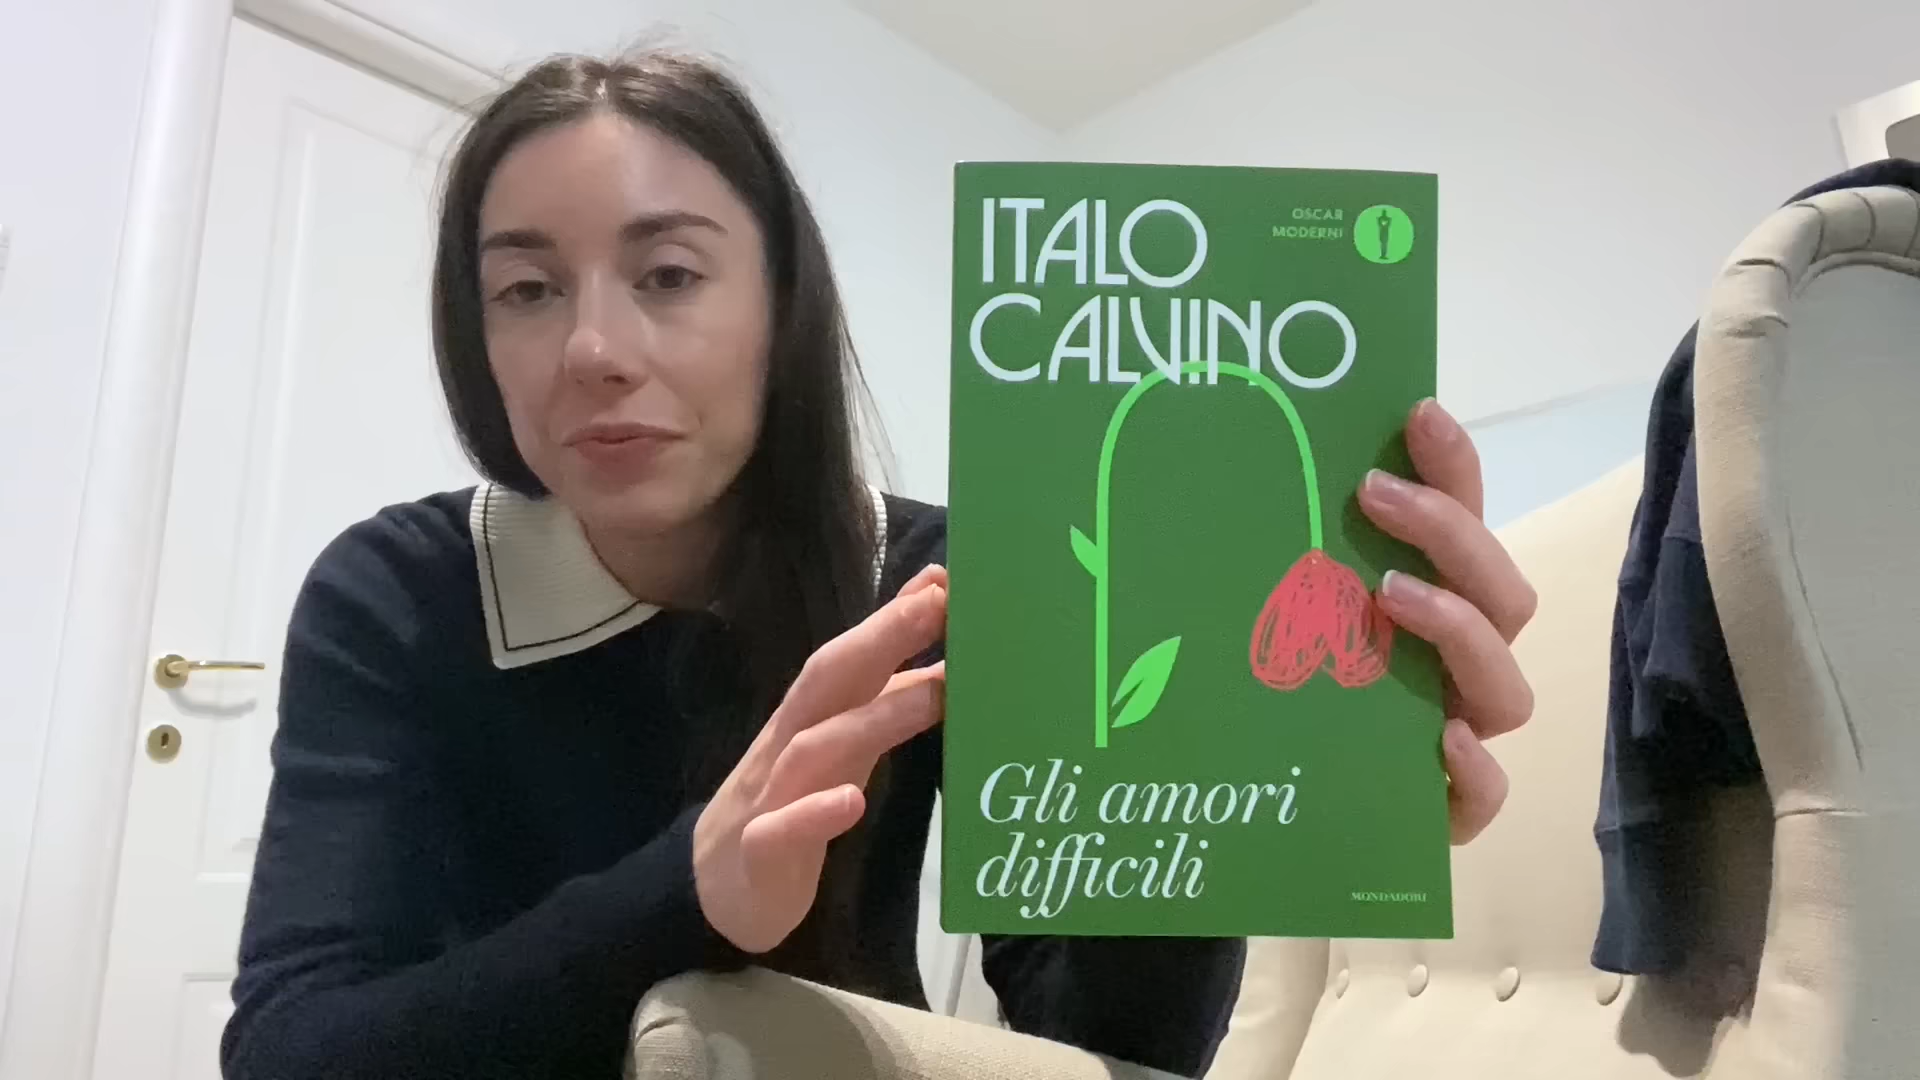 ITALO
CALVINO
OSCAR
MODERNI
Gli amori
difficili
MONDADORI